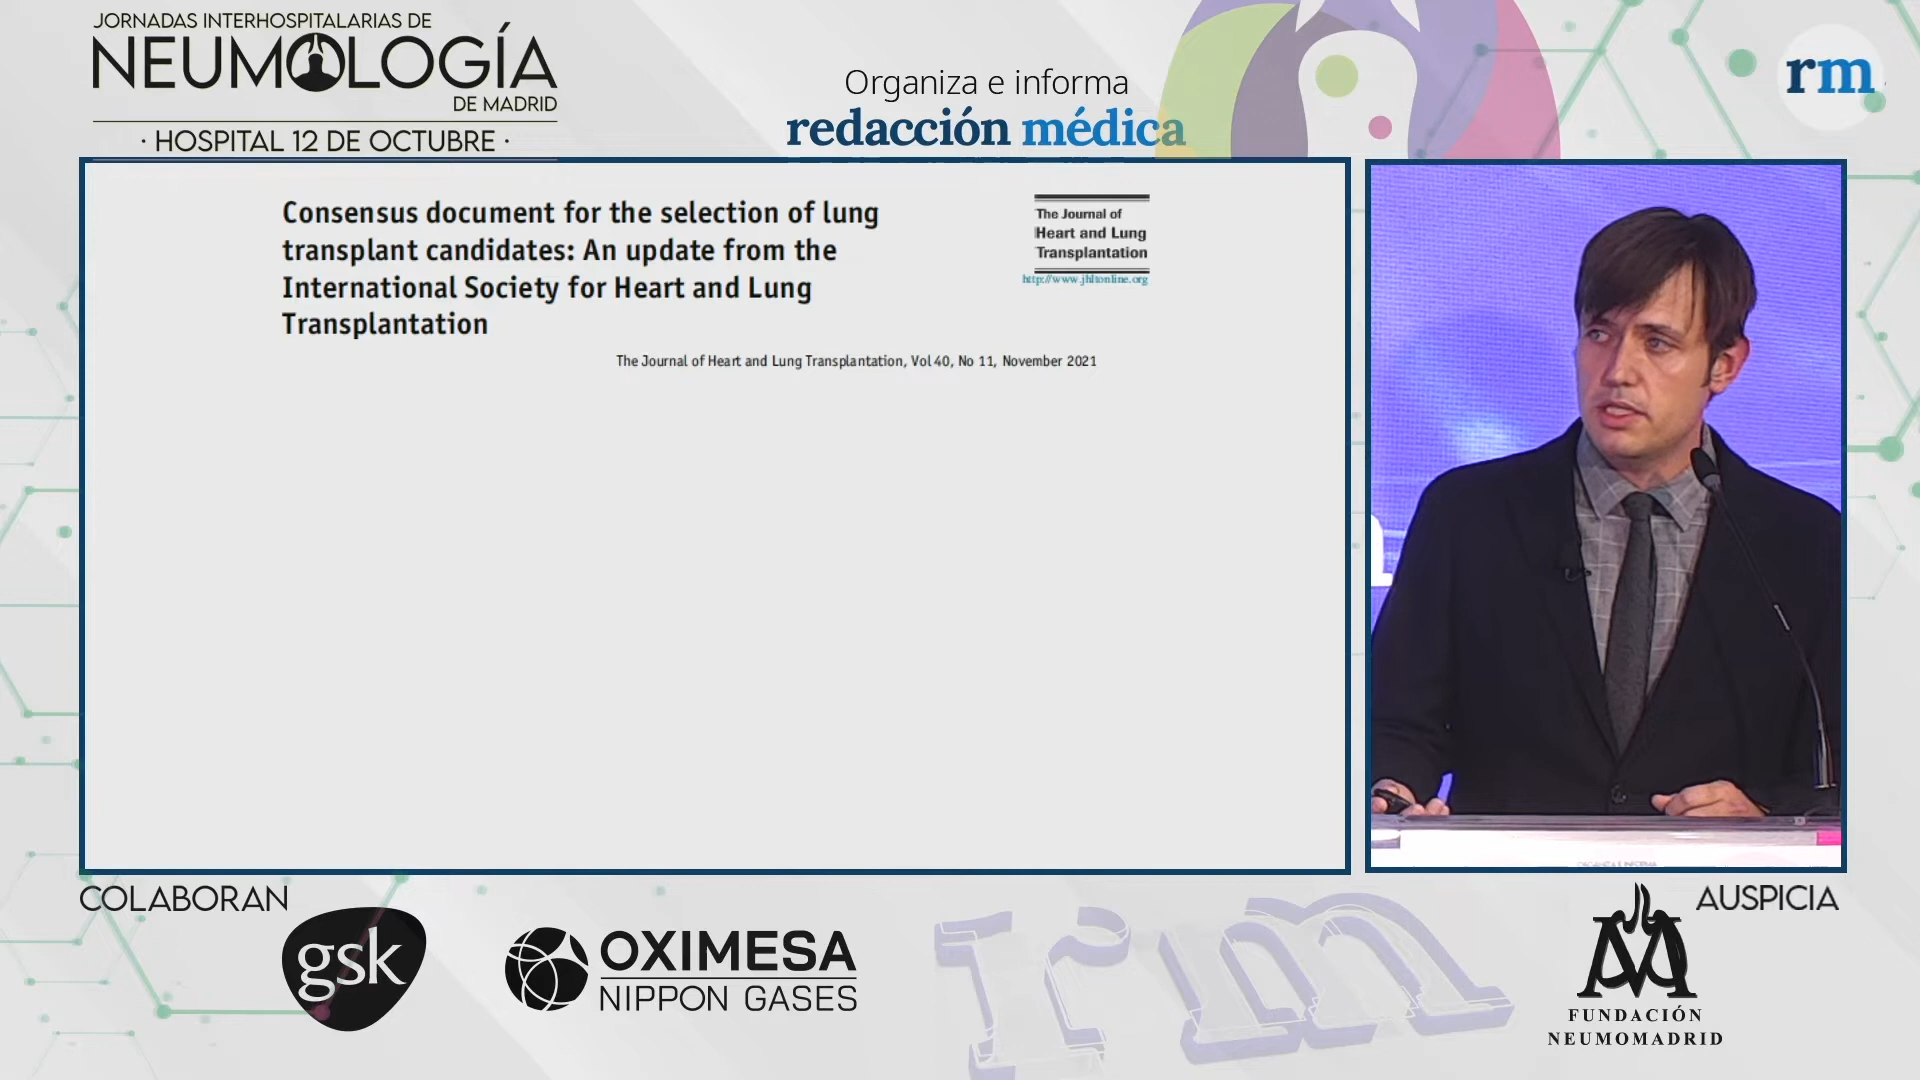 JORNADAS INTERHOSPITALARIAS DE
NEUMOLOGÍA
DE MADRID
· HOSPITAL 12 DE OCTUBRE ·
Organiza e informa
redacción médica
rm
Consensus document for the selection of lung
transplant candidates: An update from the
International Society for Heart and Lung
Transplantation
The Journal of
Heart and Lung
Transplantation
http://www.jhltonline.org
The Journal of Heart and Lung Transplantation, Vol 40, No 11, November 2021
COLABORAN
gsk
OXIMESA
NIPPON GASES
rm
AUSPICIA
FUNDACIÓN
NEUMOMADRID